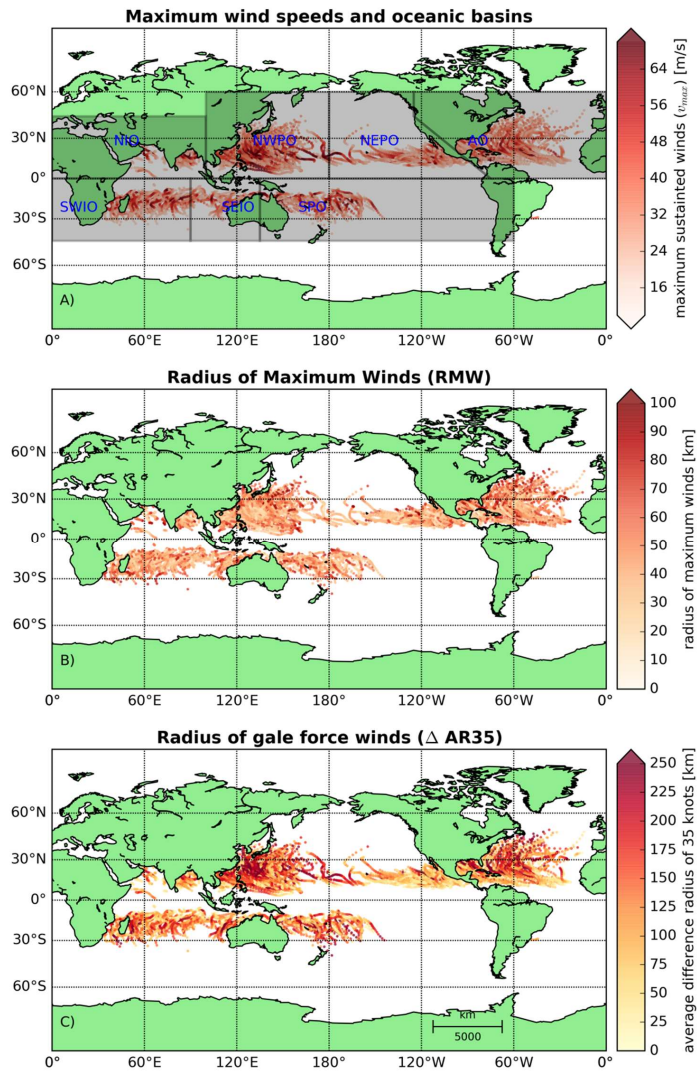 Maximum wind speeds and oceanic basins
60°N
30°N
0°
30°S
60°S
NIO
NWPO
NEPO
AO
SWIO
SEIO
SPO
A)
0°
60°E
120°E
180°
120°W
60°W
0°
64
56
48
40
32
24
16
maximum sustainted winds (vmax) [m/s]
Radius of Maximum Winds (RMW)
60°N
30°N
0°
30°S
60°S
B)
0°
60°E
120°E
180°
120°W
60°W
0°
100
90
80
70
60
50
40
30
20
10
0
radius of maximum winds [km]
Radius of gale force winds (Δ AR35)
60°N
30°N
0°
30°S
60°S
C)
km
5000
0°
60°E
120°E
180°
120°W
60°W
0°
250
225
200
175
150
125
100
75
50
25
0
average difference radius of 35 knots [km]